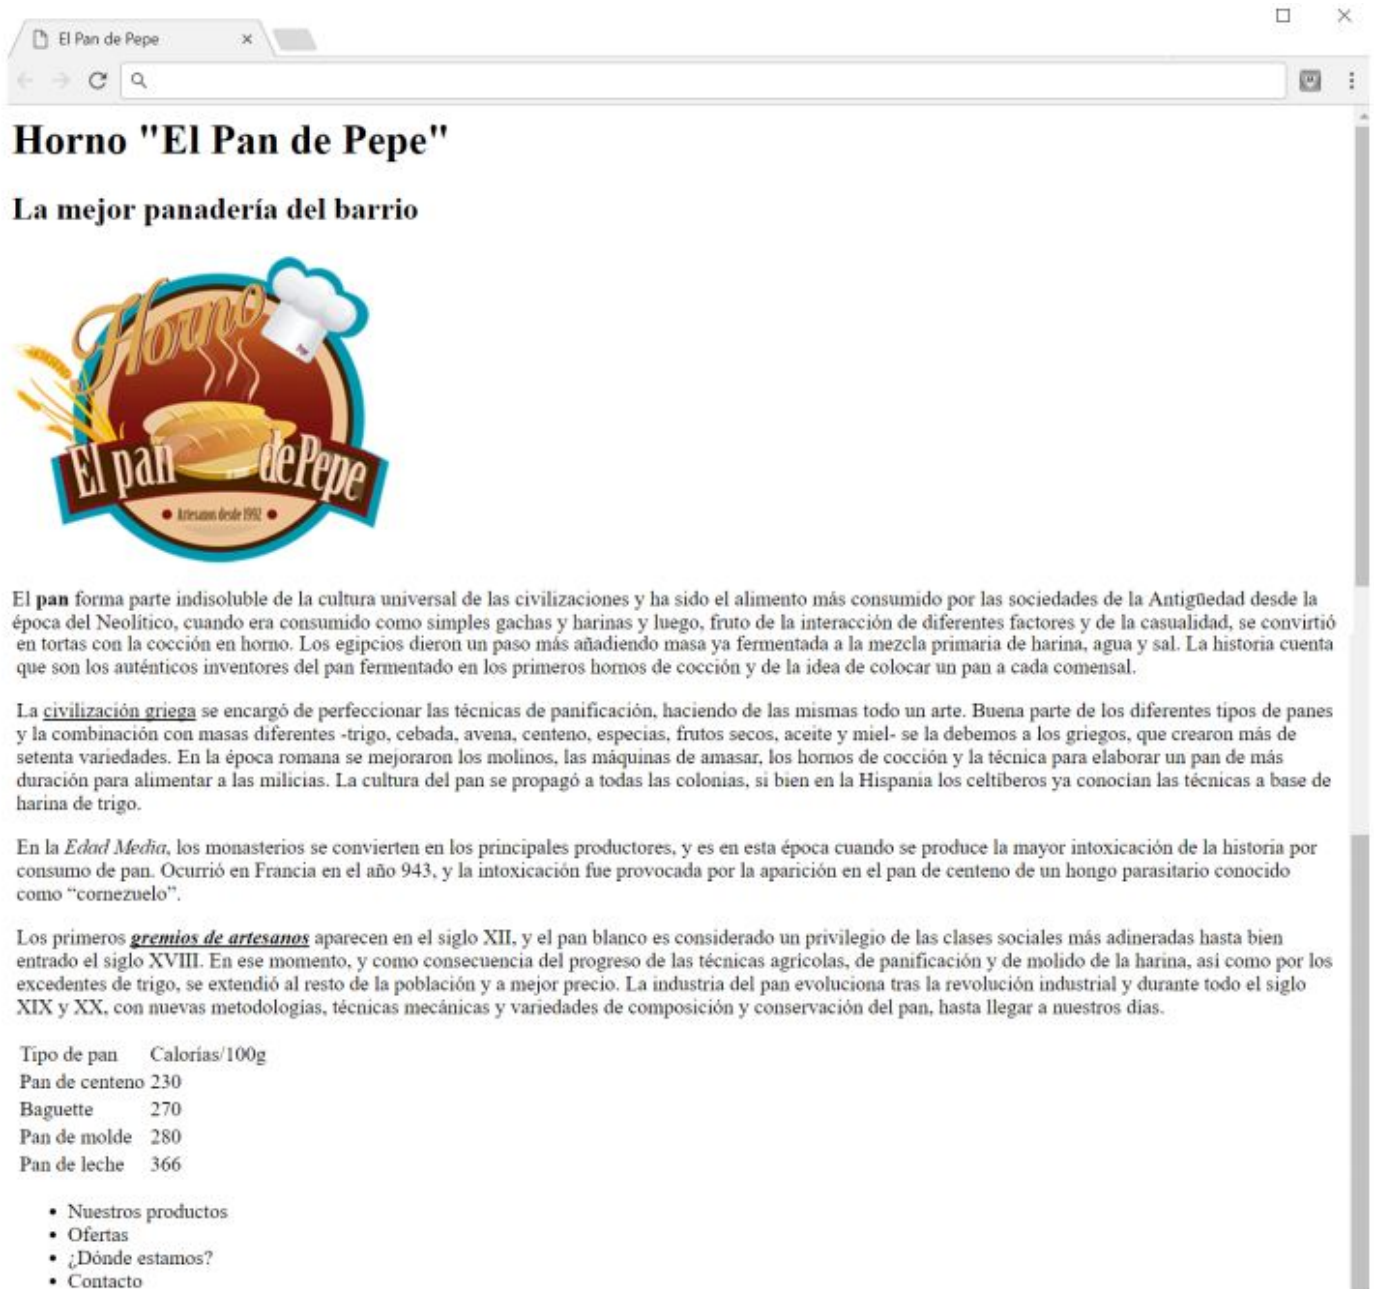 El Pan de Pepe
Horno "El Pan de Pepe"
La mejor panadería del barrio
Horno
El pan de Pepe
Artesanos desde 1992
El pan forma parte indisoluble de la cultura universal de las civilizaciones y ha sido el alimento más consumido por las sociedades de la Antigüedad desde la
época del Neolítico, cuando era consumido como simples gachas y harinas y luego, fruto de la interacción de diferentes factores y de la casualidad, se convirtió
en tortas con la cocción en horno. Los egipcios dieron un paso más añadiendo masa ya fermentada a la mezcla primaria de harina, agua y sal. La historia cuenta
que son los auténticos inventores del pan fermentado en los primeros hornos de cocción y de la idea de colocar un pan a cada comensal.
La civilización griega se encargó de perfeccionar las técnicas de panificación, haciendo de las mismas todo un arte. Buena parte de los diferentes tipos de panes
y la combinación con masas diferentes -trigo, cebada, avena, centeno, especias, frutos secos, aceite y miel- se la debemos a los griegos, que crearon más de
setenta variedades. En la época romana se mejoraron los molinos, las máquinas de amasar, los hornos de cocción y la técnica para elaborar un pan de más
duración para alimentar a las milicias. La cultura del pan se propagó a todas las colonias, si bien en la Hispania los celtíberos ya conocían las técnicas a base de
harina de trigo.
En la Edad Media, los monasterios se convierten en los principales productores, y es en esta época cuando se produce la mayor intoxicación de la historia por
consumo de pan. Ocurrió en Francia en el año 943, y la intoxicación fue provocada por la aparición en el pan de centeno de un hongo parasitario conocido
como “cornezuelo”.
Los primeros gremios de artesanos aparecen en el siglo XII, y el pan blanco es considerado un privilegio de las clases sociales más adineradas hasta bien
entrado el siglo XVIII. En ese momento, y como consecuencia del progreso de las técnicas agrícolas, de panificación y de molido de la harina, así como por los
excedentes de trigo, se extendió al resto de la población y a mejor precio. La industria del pan evoluciona tras la revolución industrial y durante todo el siglo
XIX y XX, con nuevas metodologías, técnicas mecánicas y variedades de composición y conservación del pan, hasta llegar a nuestros días.
Tipo de pan Calorías/100g
Pan de centeno 230
Baguette 270
Pan de molde 280
Pan de leche 366
• Nuestros productos
• Ofertas
• ¿Dónde estamos?
• Contacto